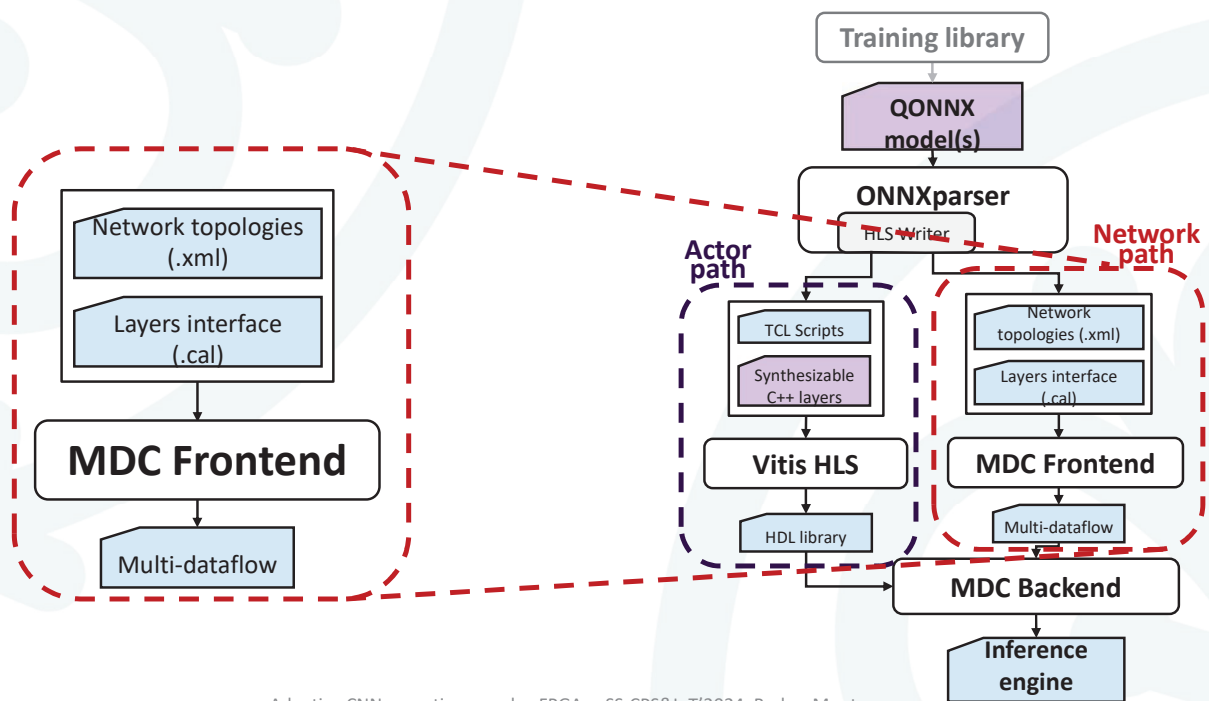 Training library
QONNX
model(s)
ONNXparser
HLS Writer
Actor
path
Network
path
TCL Scripts
Synthesizable
C++ layers
Vitis HLS
HDL library
Network
topologies (.xml)
Layers interface
(.cal)
MDC Frontend
Multi-dataflow
MDC Backend
Inference
engine
Network topologies
(.xml)
Layers interface
(.cal)
MDC Frontend
Multi-dataflow